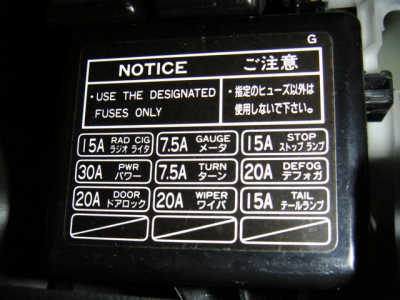 G
NOTICE ご注意
・USE THE DESIGNATED
FUSES ONLY
・指定のヒューズ以外は
使用しないで下さい。
15A RAD CIG ラジオ ライタ
7.5A GAUGE メータ
15A STOP ストップ ランプ
30A PWR パワー
7.5A TURN ターン
20A DEFOG デフォガ
20A DOOR ドアロック
20A WIPER ワイパ
15A TAIL テールランプ